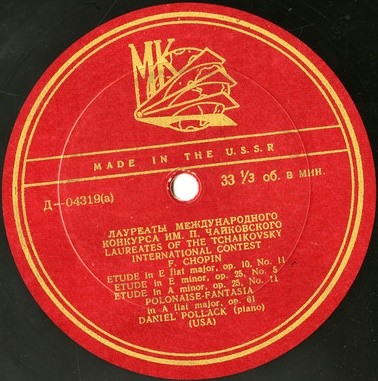 МК
MADE IN THE U.S.S.R
Д—04319(а)
33 1/3 об. в мин.
ЛАУРЕАТЫ МЕЖДУНАРОДНОГО
КОНКУРСА ИМ. П. ЧАЙКОВСКОГО
LAUREATES OF THE TCHAIKOVSKY
INTERNATIONAL CONTEST
F. CHOPIN
ETUDE in E flat major, op. 10, No. 11
ETUDE in E minor, op. 25, No. 5
ETUDE in A minor, op. 25, No. 11
POLONAISE-FANTASIA
in A flat major, op. 61
DANIEL POLLACK (piano)
(USA)